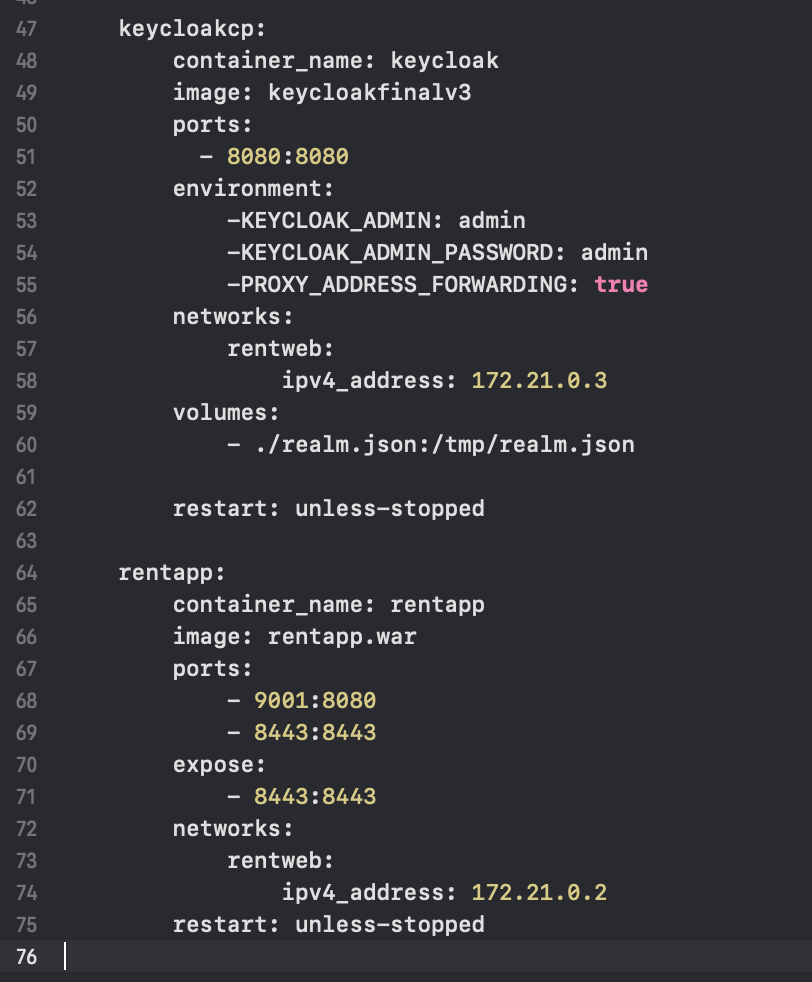 47 keycloakcp:
48 container_name: keycloak
49 image: keycloakfinalv3
50 ports:
51 - 8080:8080
52 environment:
53 -KEYCLOAK_ADMIN: admin
54 -KEYCLOAK_ADMIN_PASSWORD: admin
55 -PROXY_ADDRESS_FORWARDING: true
56 networks:
57 rentweb:
58 ipv4_address: 172.21.0.3
59 volumes:
60 - ./realm.json:/tmp/realm.json
61
62 restart: unless-stopped
63
64 rentapp:
65 container_name: rentapp
66 image: rentapp.war
67 ports:
68 - 9001:8080
69 - 8443:8443
70 expose:
71 - 8443:8443
72 networks:
73 rentweb:
74 ipv4_address: 172.21.0.2
75 restart: unless-stopped
76